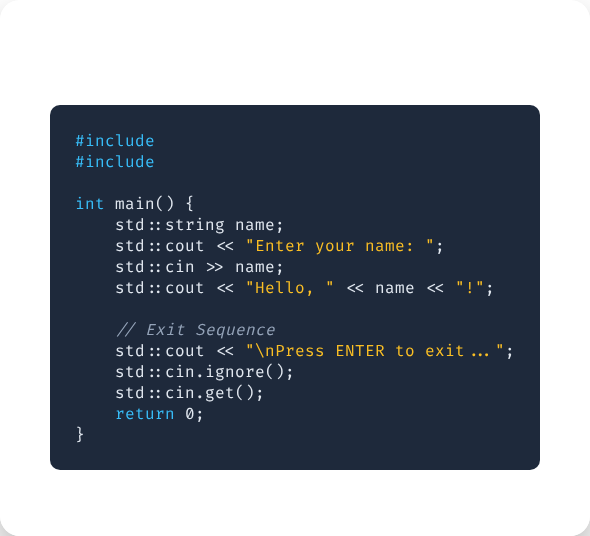 #include
#include
int main() {
    std::string name;
    std::cout << "Enter your name: ";
    std::cin >> name;
    std::cout << "Hello, " << name << "!";
    // Exit Sequence
    std::cout << "\nPress ENTER to exit...";
    std::cin.ignore();
    std::cin.get();
    return 0;
}